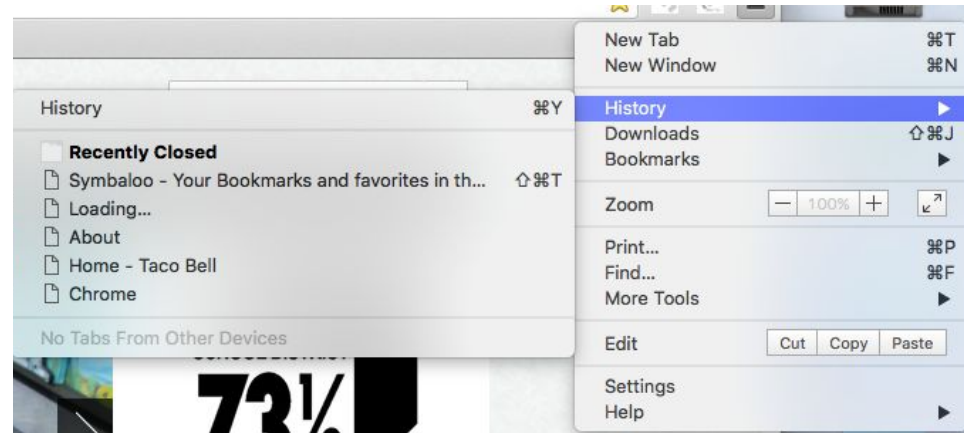 New Tab ⌘T
New Window ⌘N
History ▶
Downloads ⇧⌘J
Bookmarks ▶
Zoom — 100% +
Print... ⌘P
Find... ⌘F
More Tools ▶
Edit Cut Copy Paste
Settings
Help ▶
History ⌘Y
Recently Closed
Symbaloo - Your Bookmarks and favorites in th... ⇧⌘T
Loading...
About
Home - Taco Bell
Chrome
No Tabs From Other Devices
73½